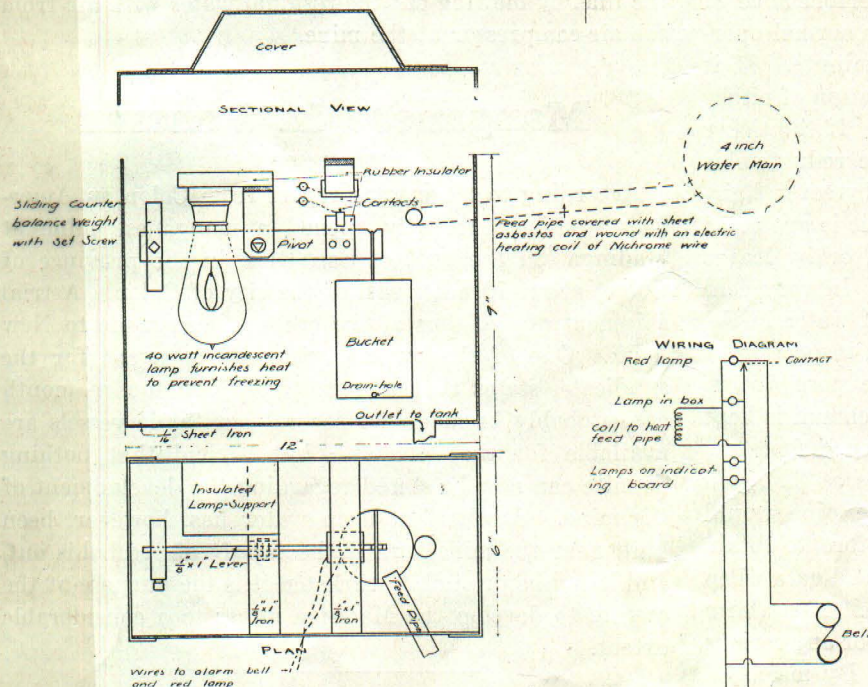 Cover
SECTIONAL VIEW
4 inch
Water Main
Rubber Insulator
Sliding Counter
balance Weight
with Set Screw
Contacts
Feed pipe covered with sheet
asbestos and wound with an electric
heating coil of Nichrome wire
Pivot
9"
Bucket
40 watt incandescent
lamp furnishes heat
to prevent freezing
Drain-hole
Outlet to tank
1/16" Sheet Iron
12"
WIRING DIAGRAM
Red lamp
CONTACT
Lamp in box
Coil to heat
feed pipe
Lamps on indicat-
ing board
Bell
Insulated
Lamp-Support
1/8" x 1" Lever
6"
1/8" x 1"
Iron
1/8" x 1"
Iron
Feed Pipe
PLAN
Wires to alarm bell
and red lamp